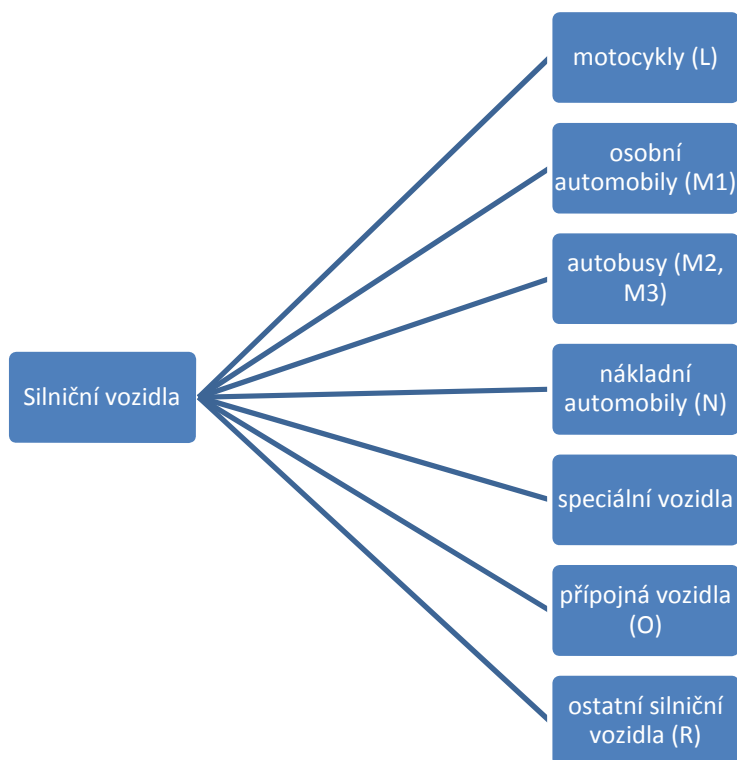 motocykly (L)
osobní
automobily (M1)
autobusy (M2,
M3)
Silniční vozidla
nákladní
automobily (N)
speciální vozidla
přípojná vozidla
(O)
ostatní silniční
vozidla (R)